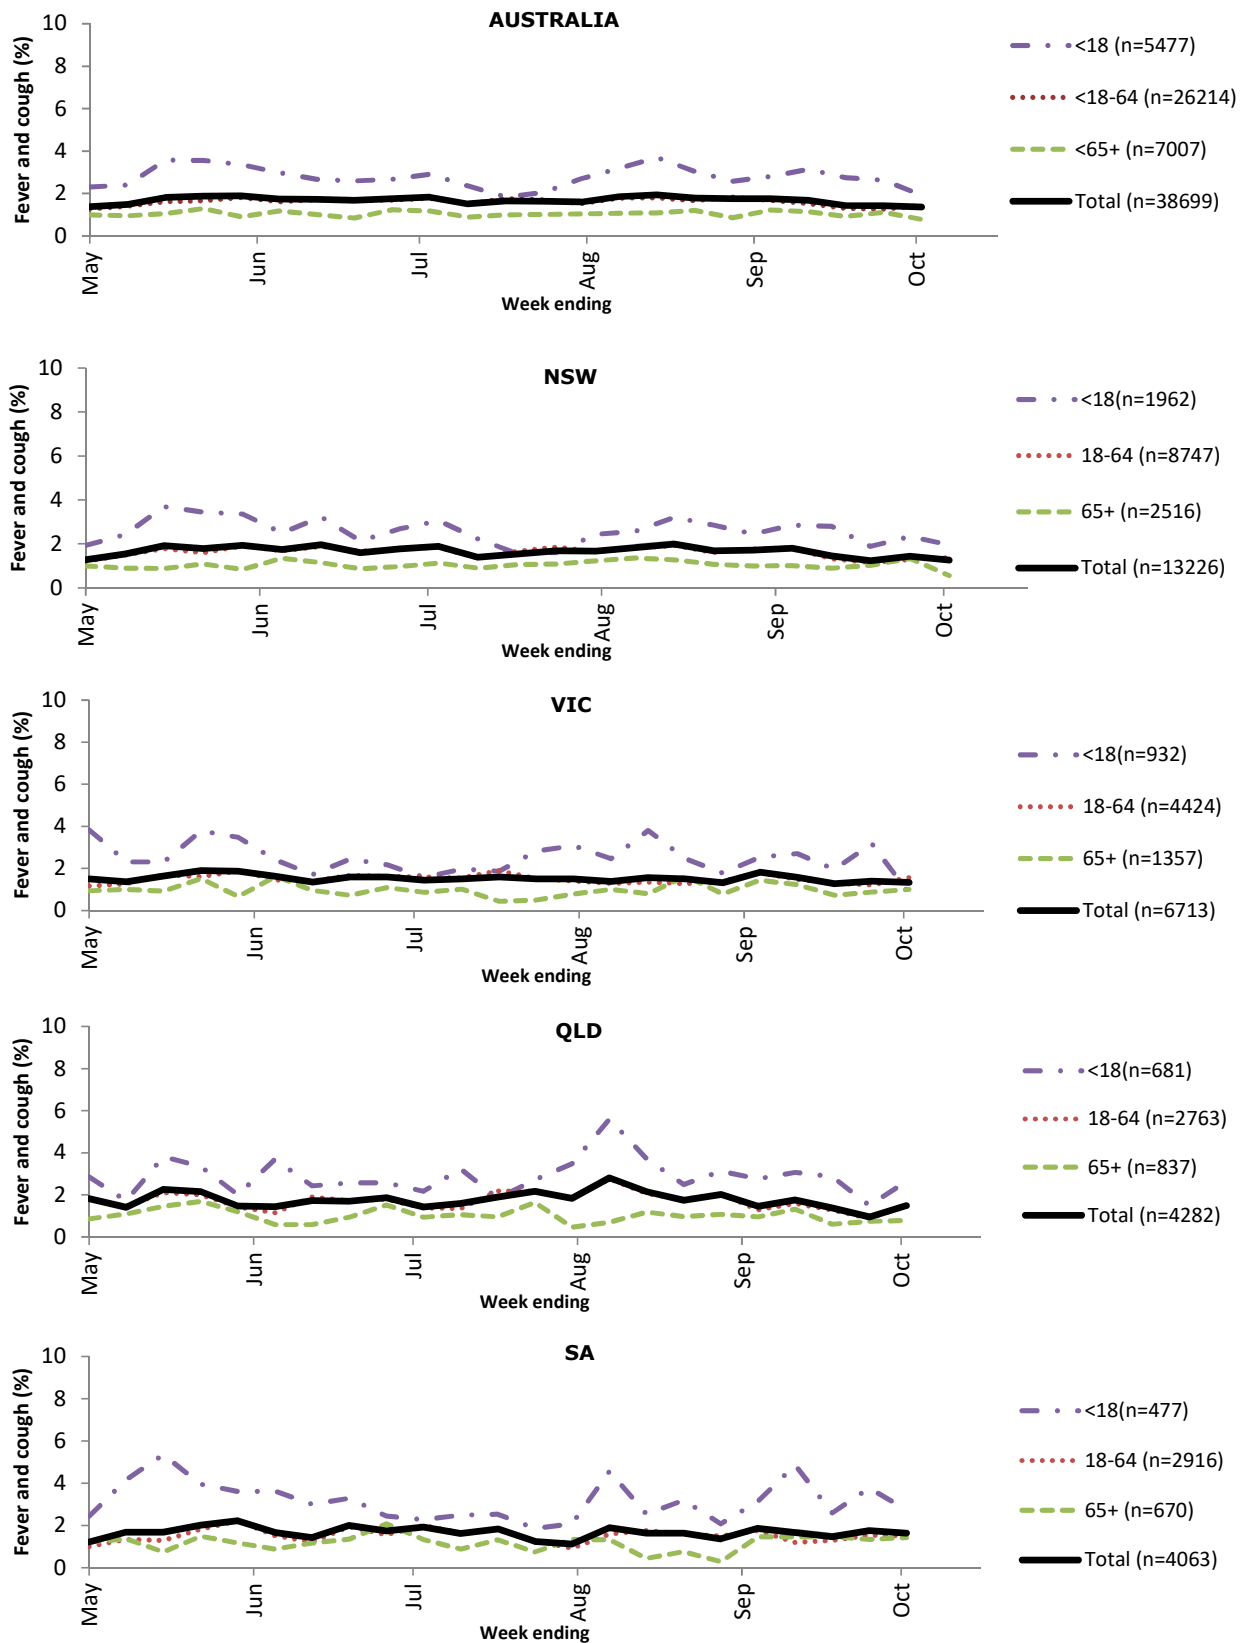 AUSTRALIA
Fever and cough (%)
10
8
6
4
2
0
May
Jun
Jul
Aug
Sep
Oct
Week ending
<18 (n=5477)
<18-64 (n=26214)
<65+ (n=7007)
Total (n=38699)
NSW
Fever and cough (%)
10
8
6
4
2
0
May
Jun
Jul
Aug
Sep
Oct
Week ending
<18(n=1962)
18-64 (n=8747)
65+ (n=2516)
Total (n=13226)
VIC
Fever and cough (%)
10
8
6
4
2
0
May
Jun
Jul
Aug
Sep
Oct
Week ending
<18(n=932)
18-64 (n=4424)
65+ (n=1357)
Total (n=6713)
QLD
Fever and cough (%)
10
8
6
4
2
0
May
Jun
Jul
Aug
Sep
Oct
Week ending
<18(n=681)
18-64 (n=2763)
65+ (n=837)
Total (n=4282)
SA
Fever and cough (%)
10
8
6
4
2
0
May
Jun
Jul
Aug
Sep
Oct
Week ending
<18(n=477)
18-64 (n=2916)
65+ (n=670)
Total (n=4063)